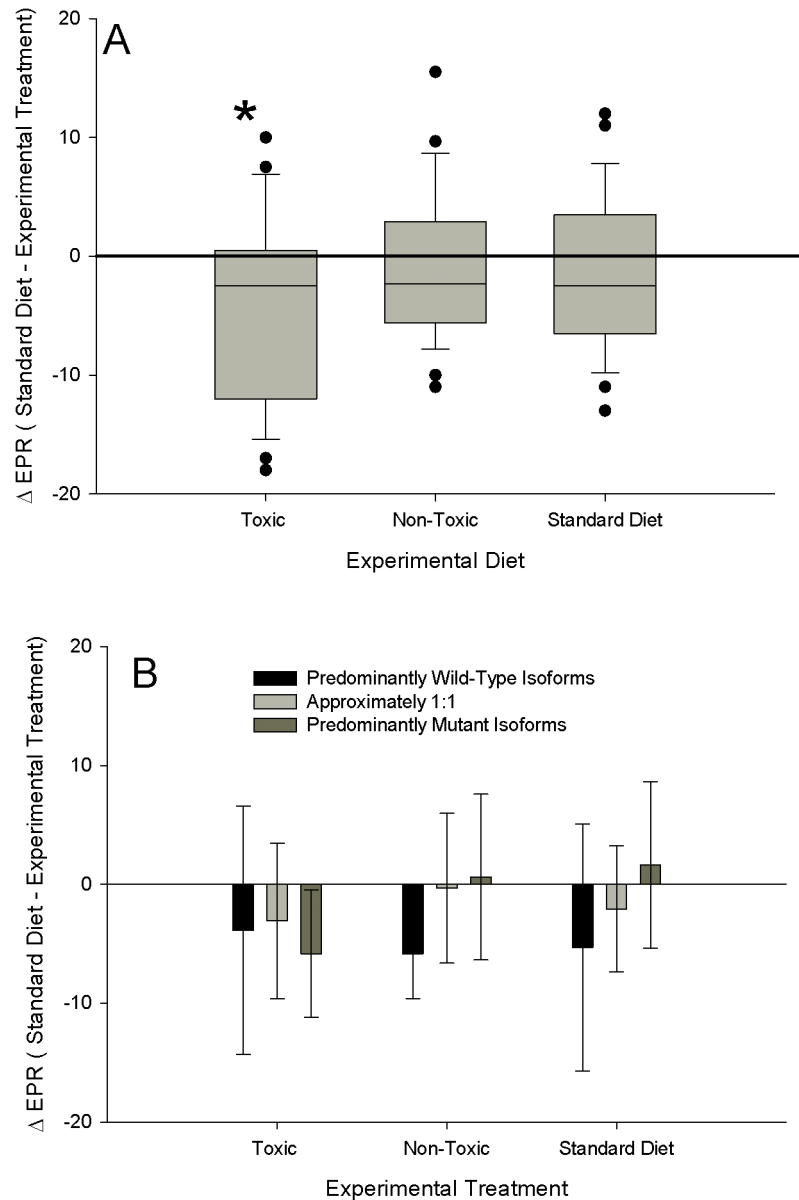 A
*
20
10
0
-10
-20
Δ EPR ( Standard Diet - Experimental Treatment)
Toxic Non-Toxic Standard Diet
Experimental Diet
B
Predominantly Wild-Type Isoforms
Approximately 1:1
Predominantly Mutant Isoforms
20
10
0
-10
-20
Δ EPR ( Standard Diet - Experimental Treatment)
Toxic Non-Toxic Standard Diet
Experimental Treatment